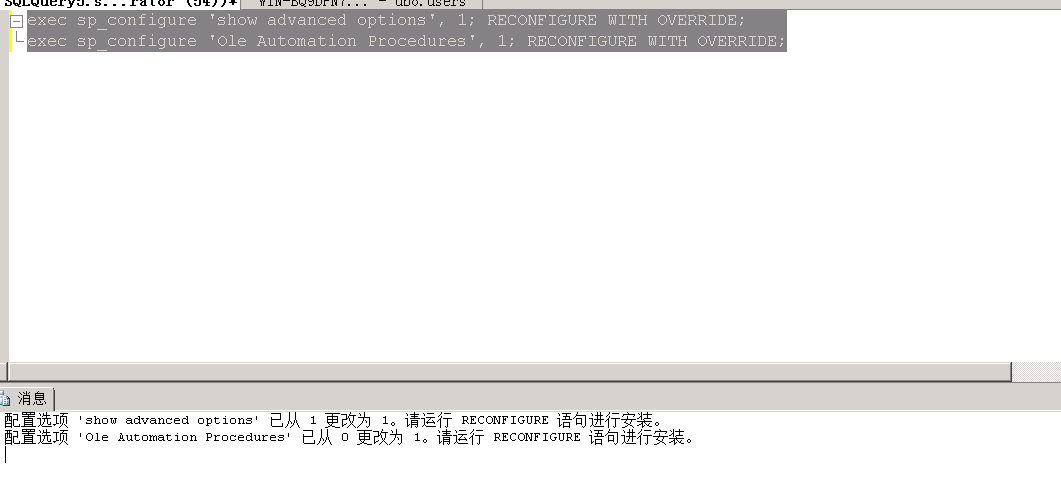 SQLQuery5.s...rator (54))* WIN-BQ9DFN7... - dbo.users
exec sp_configure 'show advanced options', 1; RECONFIGURE WITH OVERRIDE;
exec sp_configure 'Ole Automation Procedures', 1; RECONFIGURE WITH OVERRIDE;
消息
配置选项 'show advanced options' 已从 1 更改为 1。请运行 RECONFIGURE 语句进行安装。
配置选项 'Ole Automation Procedures' 已从 0 更改为 1。请运行 RECONFIGURE 语句进行安装。